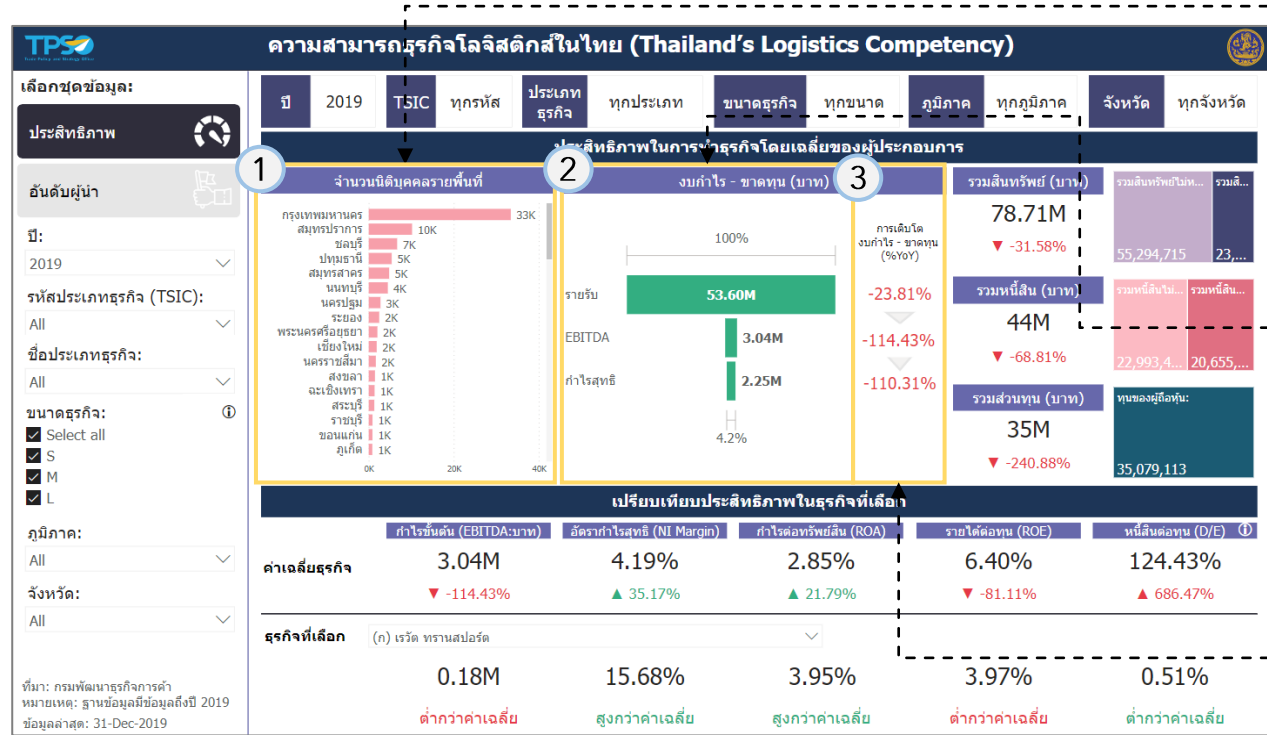 TPSO
ความสามารถธุรกิจโลจิสติกส์ในไทย (Thailand’s Logistics Competency)
เลือกชุดข้อมูล:
ประสิทธิภาพ
อันดับผู้นำ
ปี:
2019
รหัสประเภทธุรกิจ (TSIC):
All
ชื่อประเภทธุรกิจ:
All
ขนาดธุรกิจ:
Select all
S
M
L
ภูมิภาค:
All
จังหวัด:
All
ที่มา: กรมพัฒนาธุรกิจการค้า
หมายเหตุ: ฐานข้อมูลมีข้อมูลถึงปี 2019
ข้อมูลล่าสุด: 31-Dec-2019
ปี 2019 TSIC ทุกรหัส ประเภทธุรกิจ ทุกประเภท ขนาดธุรกิจ ทุกขนาด ภูมิภาค ทุกภูมิภาค จังหวัด ทุกจังหวัด
ประสิทธิภาพในการทำธุรกิจโดยเฉลี่ยของผู้ประกอบการ
1
จำนวนนิติบุคคลรายพื้นที่
กรุงเทพมหานคร 33K
สมุทรปราการ 10K
ชลบุรี 7K
ปทุมธานี 5K
สมุทรสาคร 5K
นนทบุรี 4K
นครปฐม 3K
ระยอง 2K
พระนครศรีอยุธยา 2K
เชียงใหม่ 2K
นครราชสีมา 2K
สงขลา 1K
ฉะเชิงเทรา 1K
สระบุรี 1K
ราชบุรี 1K
ขอนแก่น 1K
ภูเก็ต 1K
0K 20K 40K
2
งบกำไร - ขาดทุน (บาท)
100%
รายรับ 53.60M
EBITDA 3.04M
กำไรสุทธิ 2.25M
4.2%
3
การเติบโต
งบกำไร - ขาดทุน
(%YoY)
-23.81%
-114.43%
-110.31%
รวมสินทรัพย์ (บาท)
78.71M
▼ -31.58%
รวมสินทรัพย์ไม่ห... รวมสิ...
55,294,715 23,...
รวมหนี้สิน (บาท)
44M
▼ -68.81%
รวมหนี้สินไม่... รวมหนี้สิน...
22,993,4... 20,655,...
รวมส่วนทุน (บาท)
35M
▼ -240.88%
ทุนของผู้ถือหุ้น:
35,079,113
เปรียบเทียบประสิทธิภาพในธุรกิจที่เลือก
กำไรขั้นต้น (EBITDA:บาท) อัตรากำไรสุทธิ (NI Margin) กำไรต่อทรัพย์สิน (ROA) รายได้ต่อทุน (ROE) หนี้สินต่อทุน (D/E)
ค่าเฉลี่ยธุรกิจ 3.04M 4.19% 2.85% 6.40% 124.43%
▼ -114.43% ▲ 35.17% ▲ 21.79% ▼ -81.11% ▲ 686.47%
ธุรกิจที่เลือก (ก) เรวัต ทรานสปอร์ต
0.18M 15.68% 3.95% 3.97% 0.51%
ต่ำกว่าค่าเฉลี่ย สูงกว่าค่าเฉลี่ย สูงกว่าค่าเฉลี่ย ต่ำกว่าค่าเฉลี่ย ต่ำกว่าค่าเฉลี่ย